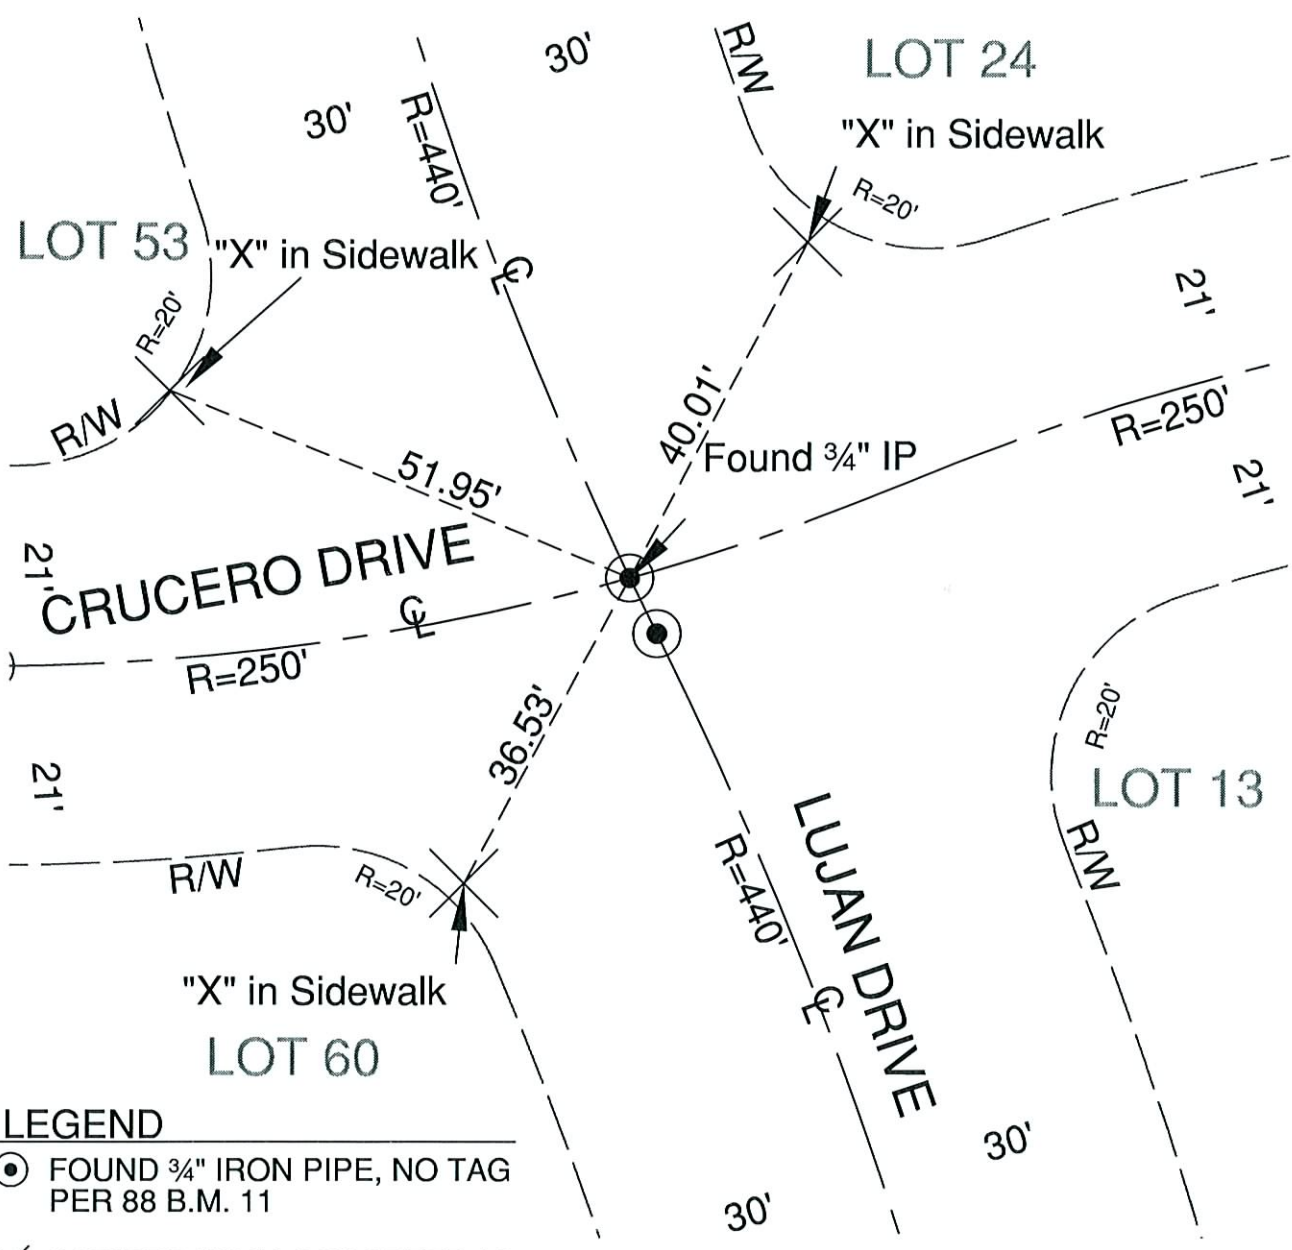 30'
30'
R/W
LOT 24
"X" in Sidewalk
R=440'
R=20'
LOT 53
"X" in Sidewalk
℄
R=20'
21'
R/W
40.01'
Found ¾" IP
R=250'
51.95'
21'
21'
CRUCERO DRIVE
℄
R=250'
36.53'
R=20'
21'
LOT 13
R/W
R/W
R=20'
R=440'
LUJAN DRIVE
℄
"X" in Sidewalk
LOT 60
30'
30'
LEGEND
FOUND ¾" IRON PIPE, NO TAG
PER 88 B.M. 11